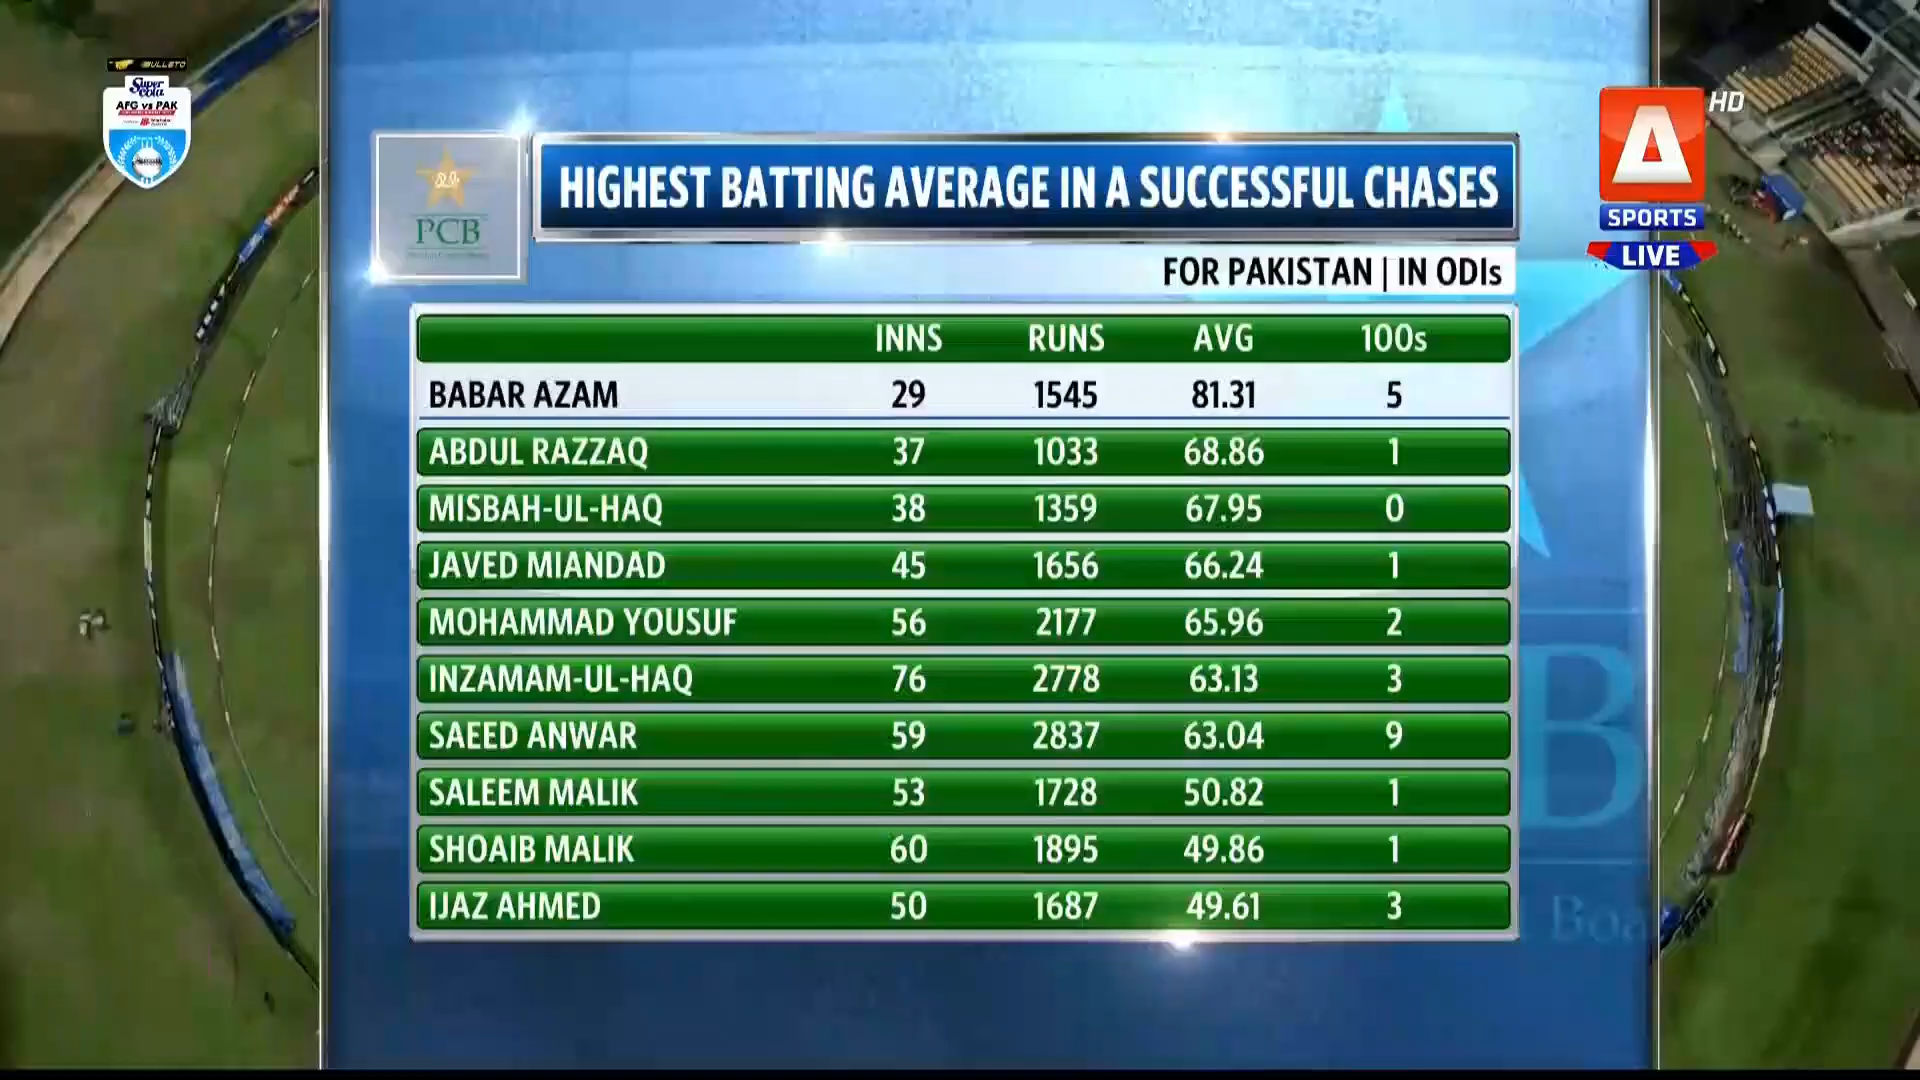 BULLETO
Super Cola
AFG vs PAK
A
HD
SPORTS
LIVE
PCB
HIGHEST BATTING AVERAGE IN A SUCCESSFUL CHASES
FOR PAKISTAN | IN ODIs
INNS RUNS AVG 100s
BABAR AZAM 29 1545 81.31 5
ABDUL RAZZAQ 37 1033 68.86 1
MISBAH-UL-HAQ 38 1359 67.95 0
JAVED MIANDAD 45 1656 66.24 1
MOHAMMAD YOUSUF 56 2177 65.96 2
INZAMAM-UL-HAQ 76 2778 63.13 3
SAEED ANWAR 59 2837 63.04 9
SALEEM MALIK 53 1728 50.82 1
SHOAIB MALIK 60 1895 49.86 1
IJAZ AHMED 50 1687 49.61 3
B
Boa